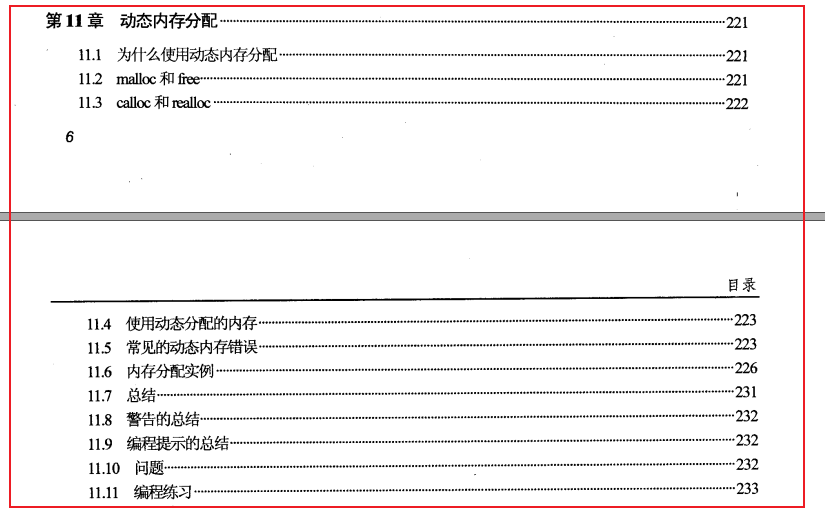 第11章 动态内存分配 221
11.1 为什么使用动态内存分配 221
11.2 malloc 和 free 221
11.3 calloc 和 realloc 222
6
目录
11.4 使用动态分配的内存 223
11.5 常见的动态内存错误 223
11.6 内存分配实例 226
11.7 总结 231
11.8 警告的总结 232
11.9 编程提示的总结 232
11.10 问题 232
11.11 编程练习 233